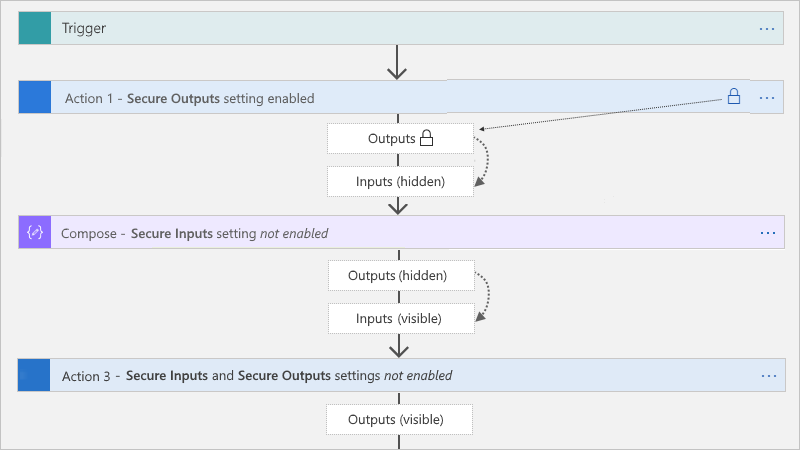 Trigger
Action 1 - Secure Outputs setting enabled
Outputs
Inputs (hidden)
Compose - Secure Inputs setting not enabled
Outputs (hidden)
Inputs (visible)
Action 3 - Secure Inputs and Secure Outputs settings not enabled
Outputs (visible)